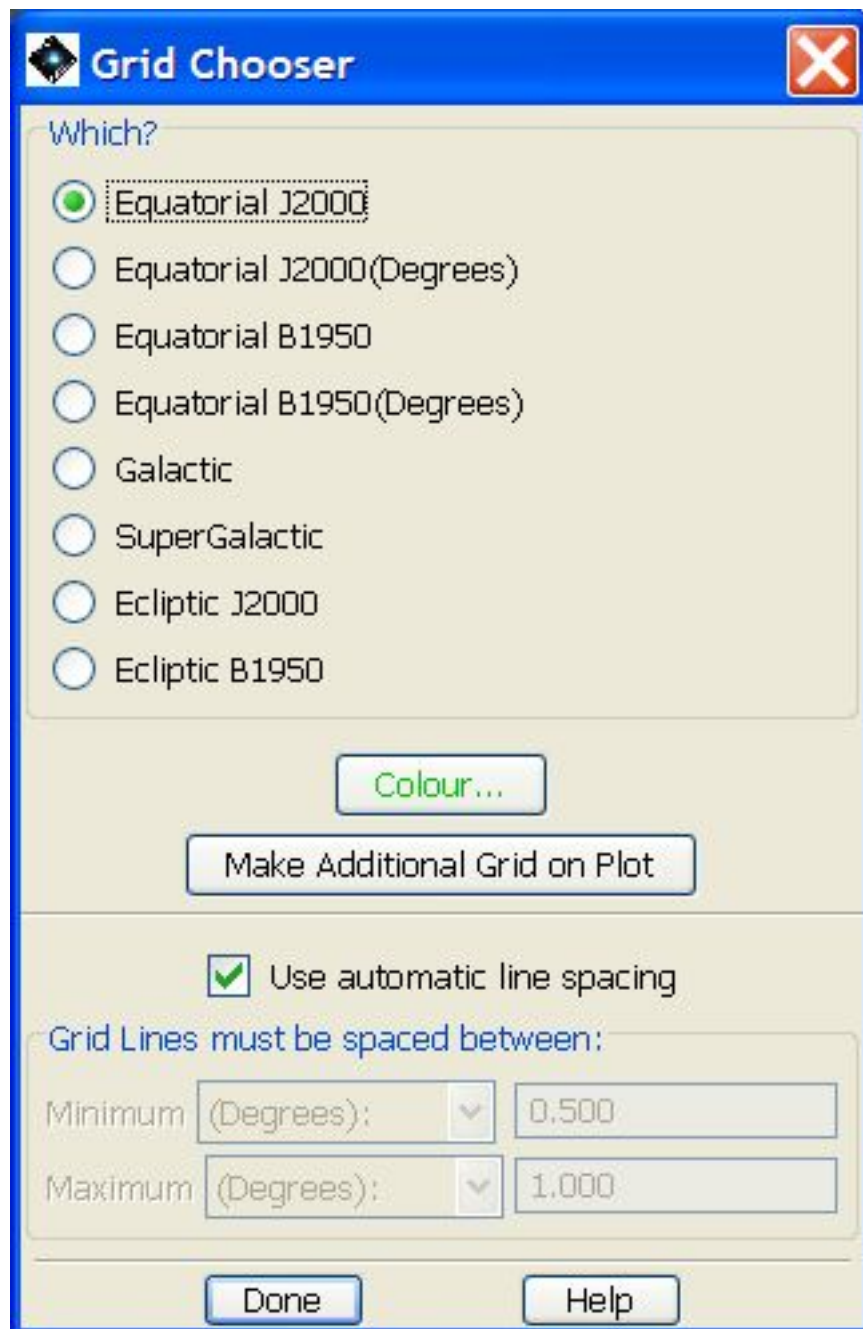 Grid Chooser
Which?
Equatorial J2000
Equatorial J2000(Degrees)
Equatorial B1950
Equatorial B1950(Degrees)
Galactic
SuperGalactic
Ecliptic J2000
Ecliptic B1950
Colour...
Make Additional Grid on Plot
Use automatic line spacing
Grid Lines must be spaced between:
Minimum (Degrees): 0.500
Maximum (Degrees): 1.000
Done Help